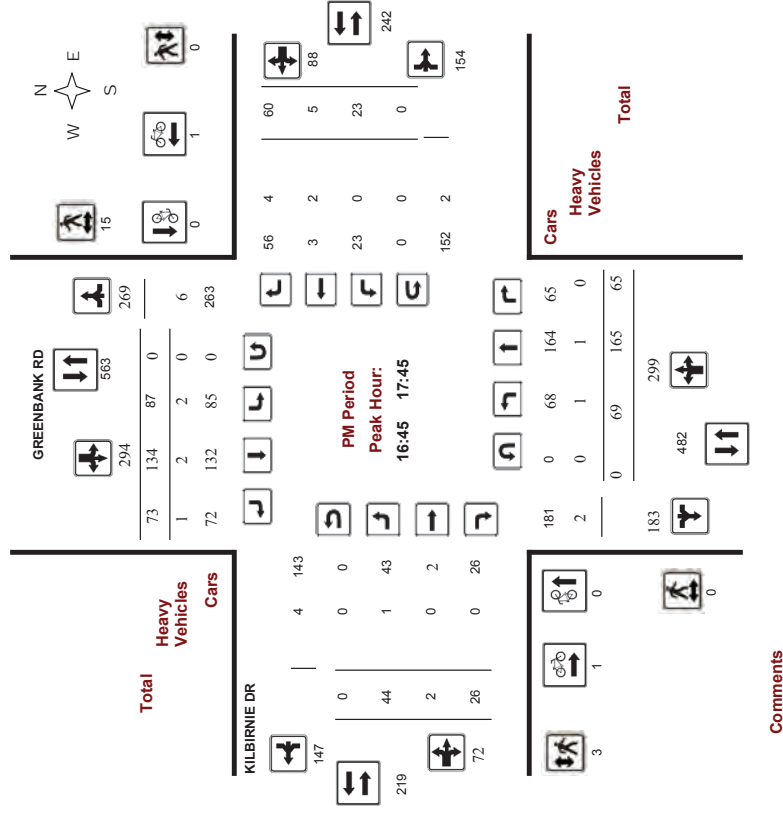 N
W E
S
GREENBANK RD
294 563 269
73 134 87 0
1 2 2 0 6
72 132 85 0 263
15
0 1 0
Total
Heavy
Vehicles
Cars
KILBIRNIE DR
147
219
72
4 143
0 0 0
44 1 43
2 0 2
26 0 26
PM Period
Peak Hour:
16:45 17:45
56 4 60
3 2 5
23 0 23
0 0 0
152 2
88
242
154
181 0 68 164 65 Cars
2 0 1 1 0 Heavy
Vehicles
0 69 165 65 Total
183 482 299
3 1 0
0
Comments